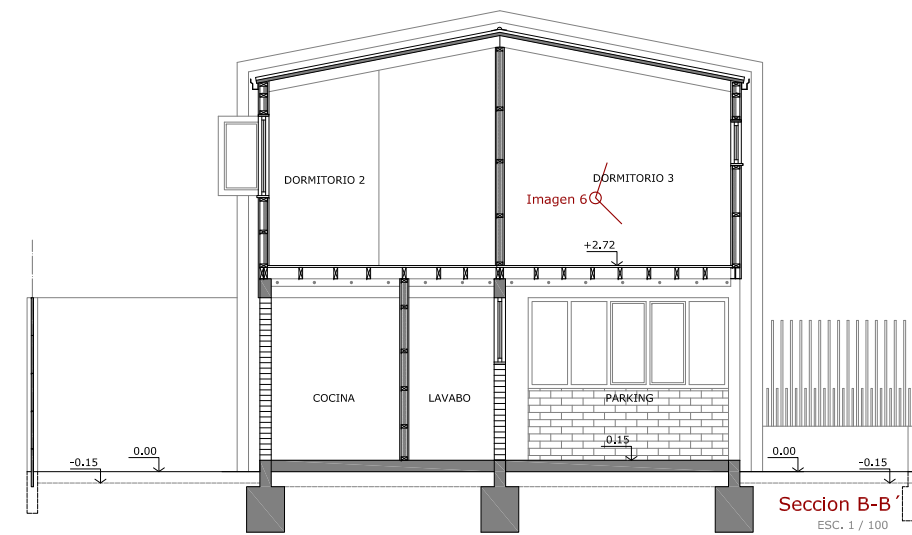 DORMITORIO 2
DORMITORIO 3
Imagen 6
+2.72
COCINA
LAVABO
PARKING
0.15
0.00
-0.15
0.00
-0.15
Seccion B-B´
ESC. 1 / 100